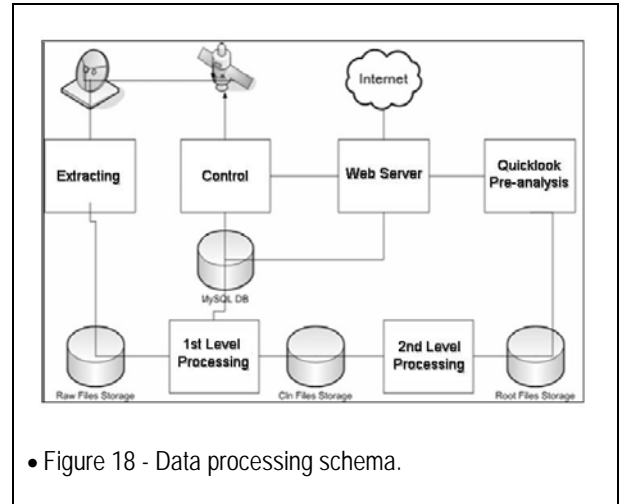 Internet
Extracting
Control
Web Server
Quicklook
Pre-analysis
MySQL DB
1st Level
Processing
2nd Level
Processing
Raw Files Storage
Cln Files Storage
Root Files Storage
• Figure 18 - Data processing schema.